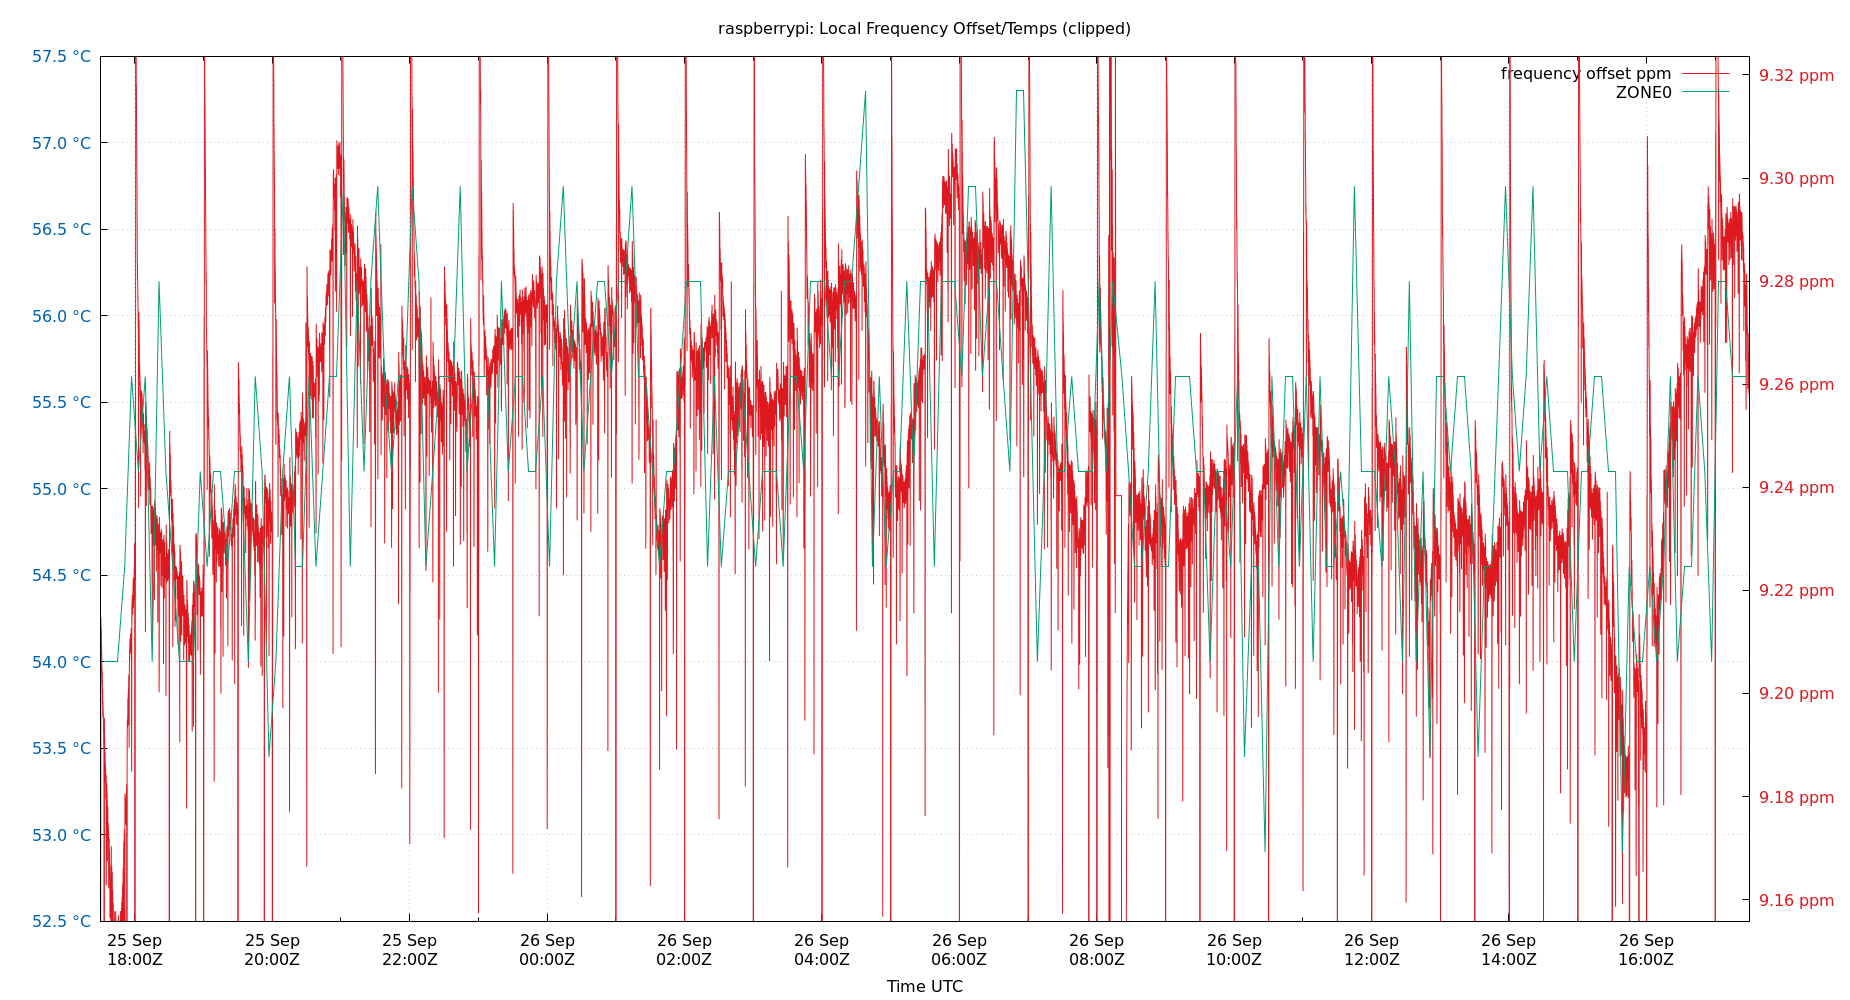 raspberrypi: Local Frequency Offset/Temps (clipped)
frequency offset ppm
ZONE0
57.5 °C
57.0 °C
56.5 °C
56.0 °C
55.5 °C
55.0 °C
54.5 °C
54.0 °C
53.5 °C
53.0 °C
52.5 °C
9.32 ppm
9.30 ppm
9.28 ppm
9.26 ppm
9.24 ppm
9.22 ppm
9.20 ppm
9.18 ppm
9.16 ppm
25 Sep
18:00Z
25 Sep
20:00Z
25 Sep
22:00Z
26 Sep
00:00Z
26 Sep
02:00Z
26 Sep
04:00Z
26 Sep
06:00Z
26 Sep
08:00Z
26 Sep
10:00Z
26 Sep
12:00Z
26 Sep
14:00Z
26 Sep
16:00Z
Time UTC